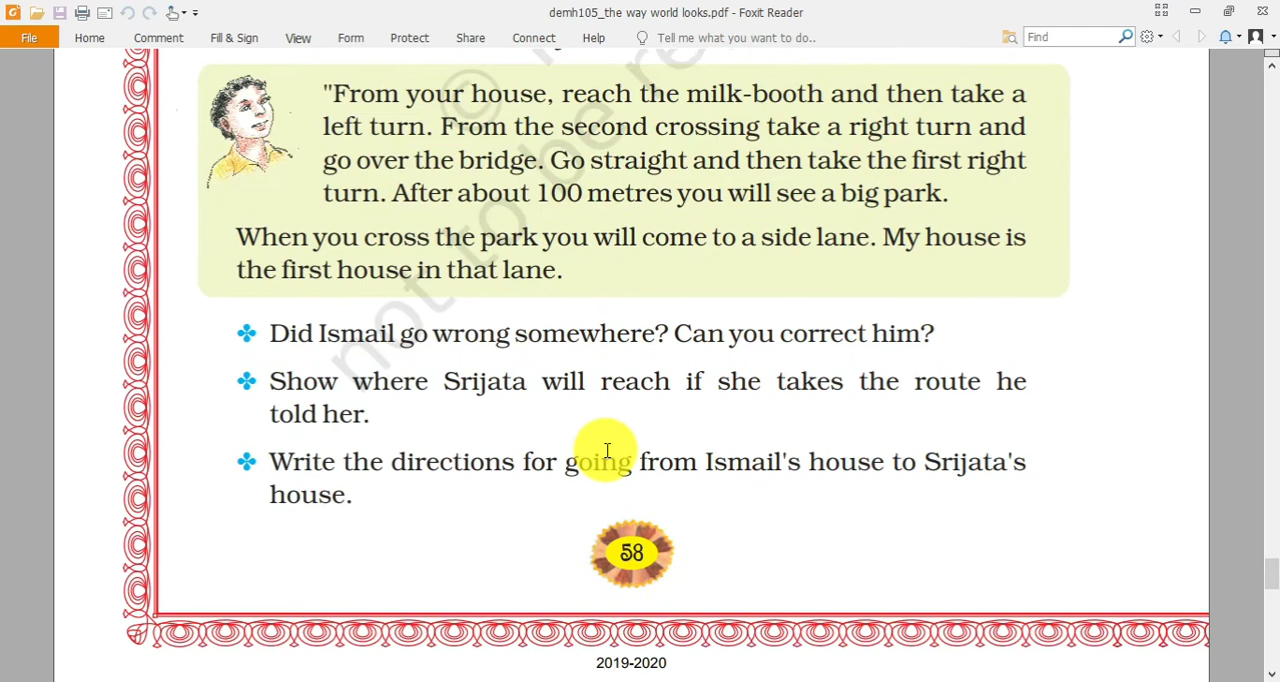 demh105_the way world looks.pdf - Foxit Reader
File Home Comment Fill & Sign View Form Protect Share Connect Help Tell me what you want to do.. Find
"From your house, reach the milk-booth and then take a
left turn. From the second crossing take a right turn and
go over the bridge. Go straight and then take the first right
turn. After about 100 metres you will see a big park.
When you cross the park you will come to a side lane. My house is
the first house in that lane.
Did Ismail go wrong somewhere? Can you correct him?
Show where Srijata will reach if she takes the route he
told her.
Write the directions for going from Ismail's house to Srijata's
house.
58
2019-2020
not to be re